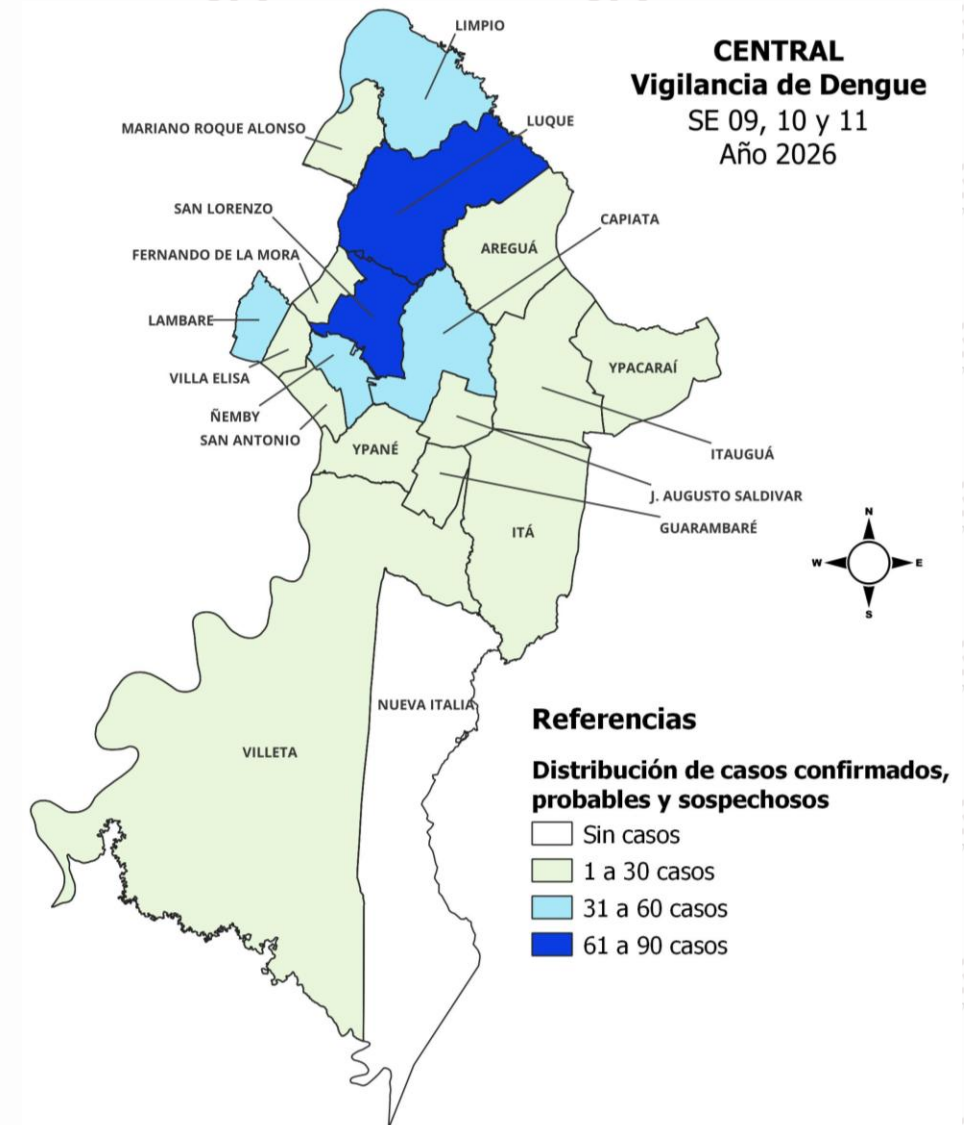 CENTRAL
Vigilancia de Dengue
SE 09, 10 y 11
Año 2026
LIMPIO
LUQUE
MARIANO ROQUE ALONSO
SAN LORENZO
CAPIATA
FERNANDO DE LA MORA
AREGUÁ
LAMBARE
YPACARAÍ
VILLA ELISA
ÑEMBY
SAN ANTONIO
YPANÉ
ITAUGUÁ
J. AUGUSTO SALDIVAR
GUARAMBARÉ
ITÁ
N
W
E
S
NUEVA ITALIA
VILLETA
Referencias
Distribución de casos confirmados,
probables y sospechosos
Sin casos
1 a 30 casos
31 a 60 casos
61 a 90 casos